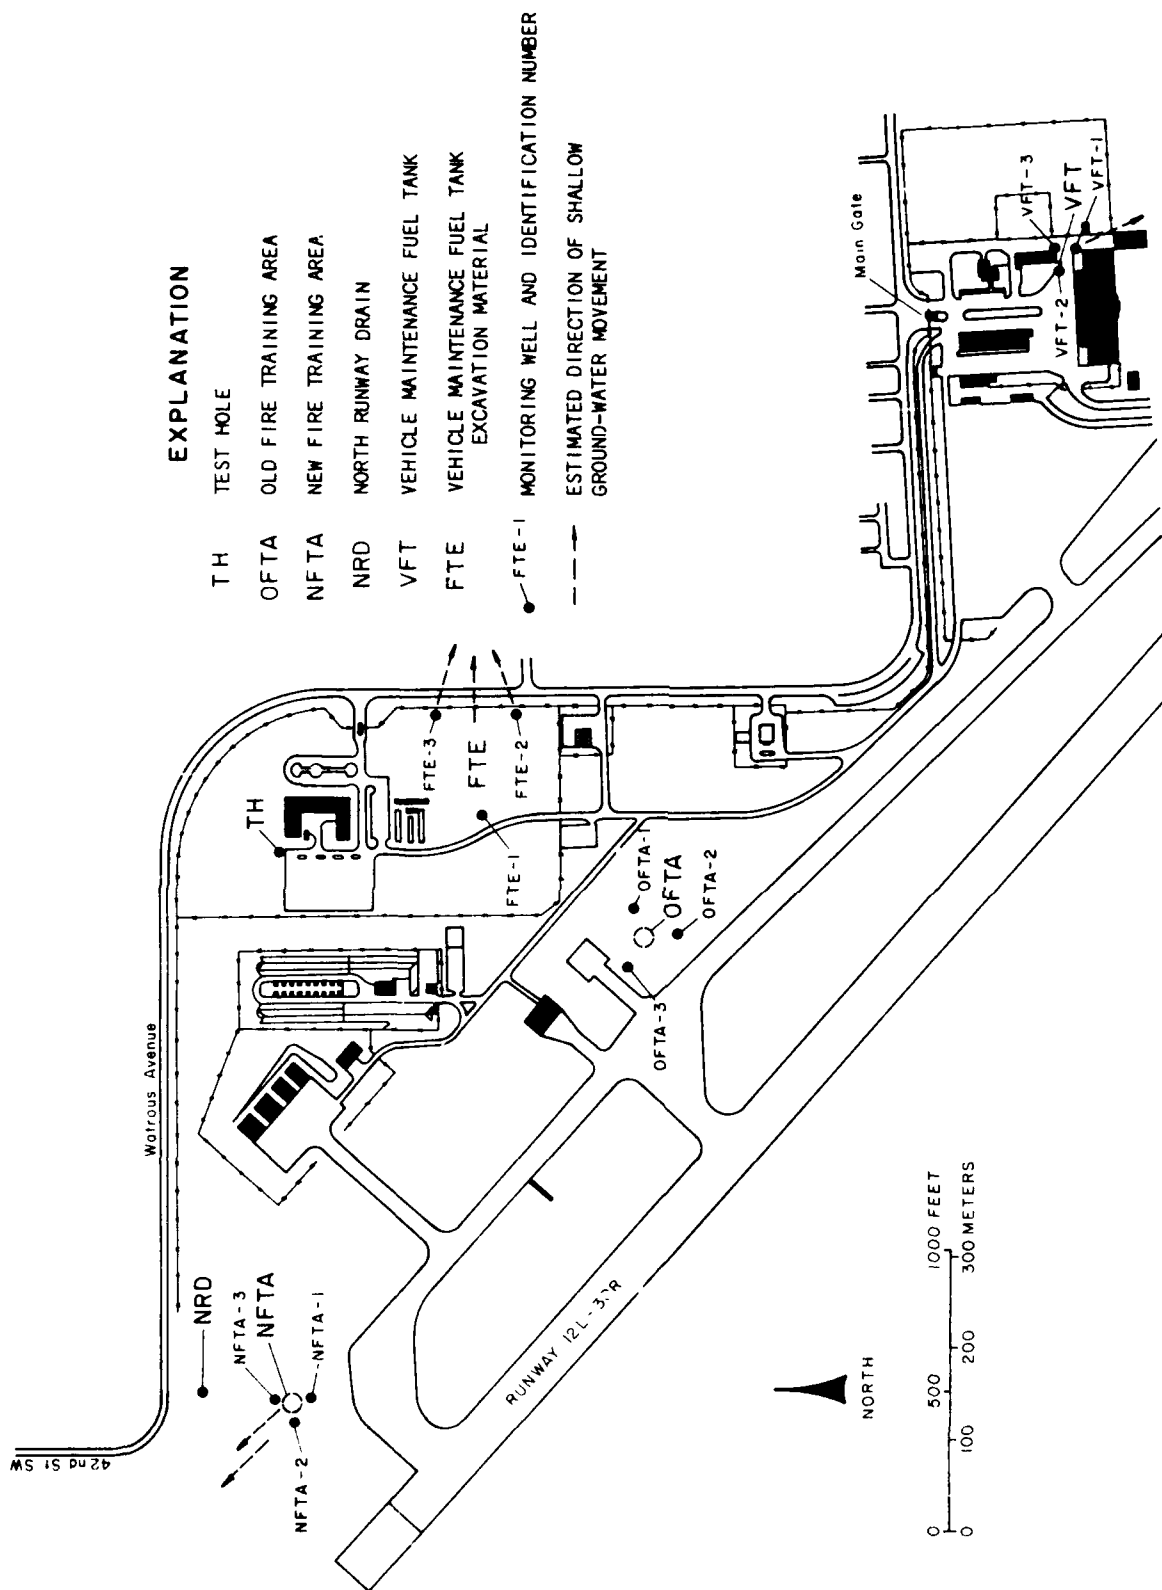 EXPLANATION
TH TEST HOLE
OFTA OLD FIRE TRAINING AREA
NFTA NEW FIRE TRAINING AREA
NRD NORTH RUNWAY DRAIN
VFT VEHICLE MAINTENANCE FUEL TANK
FTE VEHICLE MAINTENANCE FUEL TANK
EXCAVATION MATERIAL
FTE-1 MONITORING WELL AND IDENTIFICATION NUMBER
ESTIMATED DIRECTION OF SHALLOW
GROUND-WATER MOVEMENT
42nd St SW
Watrous Avenue
NRD
NFTA-3
NFTA
NFTA-1
NFTA-2
TH
FTE-3
FTE
FTE-2
FTE-1
OFTA-1
OFTA
OFTA-2
OFTA-3
RUNWAY 12L-
Main Gate
VFT-3
VFT
VFT-1
VFT-2
NORTH
0 500 1000 FEET
0 100 200 300 METERS